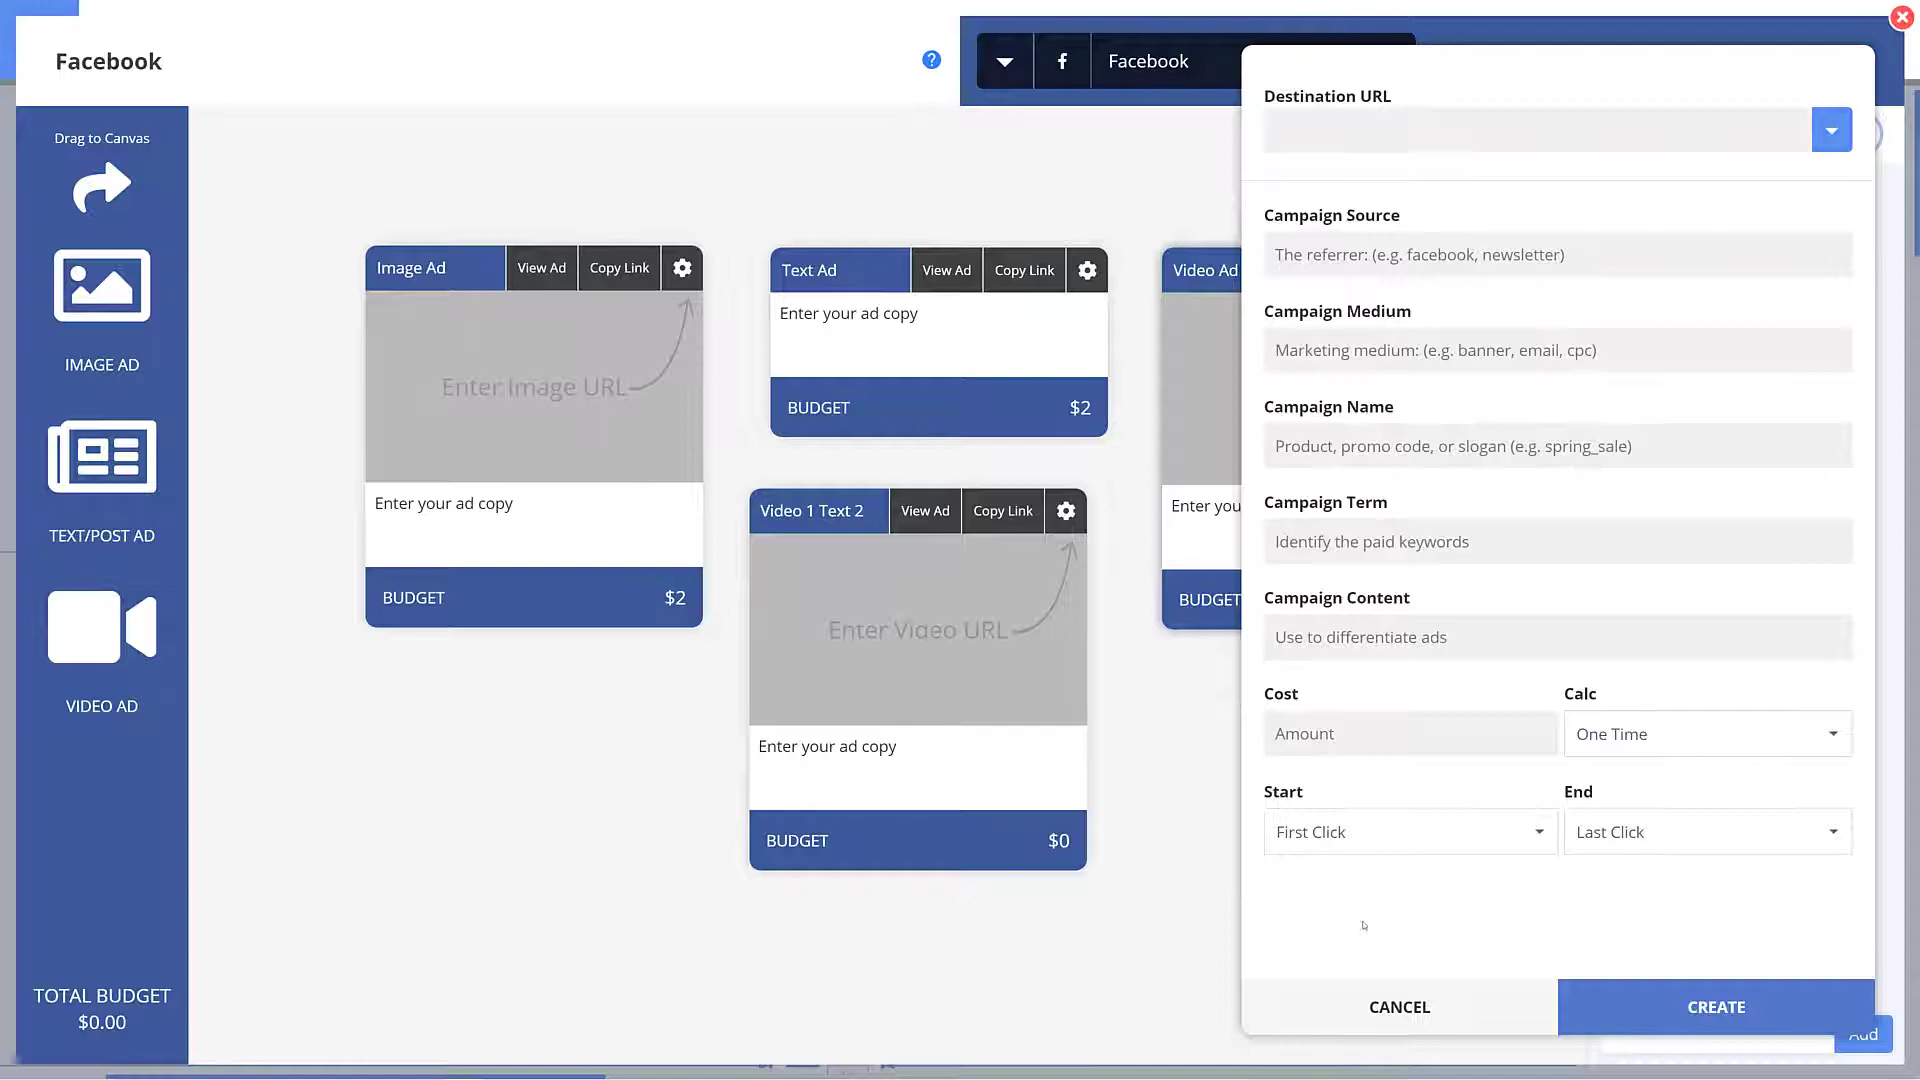 Facebook
?
Facebook
Drag to Canvas
IMAGE AD
TEXT/POST AD
VIDEO AD
TOTAL BUDGET
$0.00
Image Ad
View Ad
Copy Link
Enter Image URL
Enter your ad copy
BUDGET
$2
Text Ad
View Ad
Copy Link
Enter your ad copy
BUDGET
$2
Video 1 Text 2
View Ad
Copy Link
Enter Video URL
Enter your ad copy
BUDGET
$0
Video Ad
Enter you
BUDGET
Destination URL
Campaign Source
The referrer: (e.g. facebook, newsletter)
Campaign Medium
Marketing medium: (e.g. banner, email, cpc)
Campaign Name
Product, promo code, or slogan (e.g. spring_sale)
Campaign Term
Identify the paid keywords
Campaign Content
Use to differentiate ads
Cost
Calc
Amount
One Time
Start
End
First Click
Last Click
CANCEL
CREATE
Add